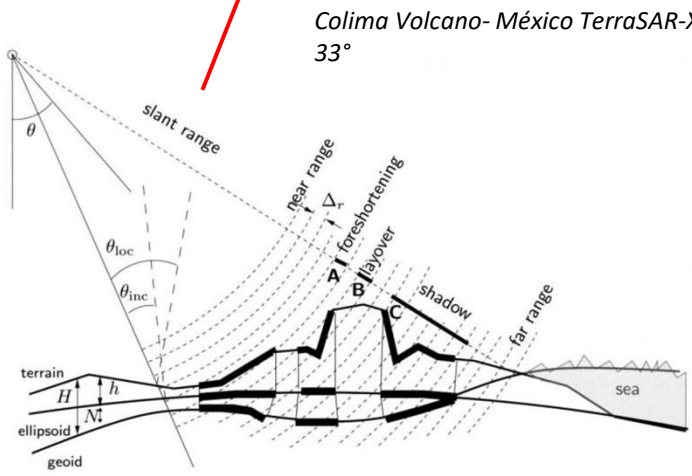 Colima Volcano- México TerraSAR-X
33°
θ
slant range
near range
Δr
foreshortening
A
layover
B
C
shadow
far range
θloc
θinc
terrain
h
H
N
ellipsoid
geoid
sea